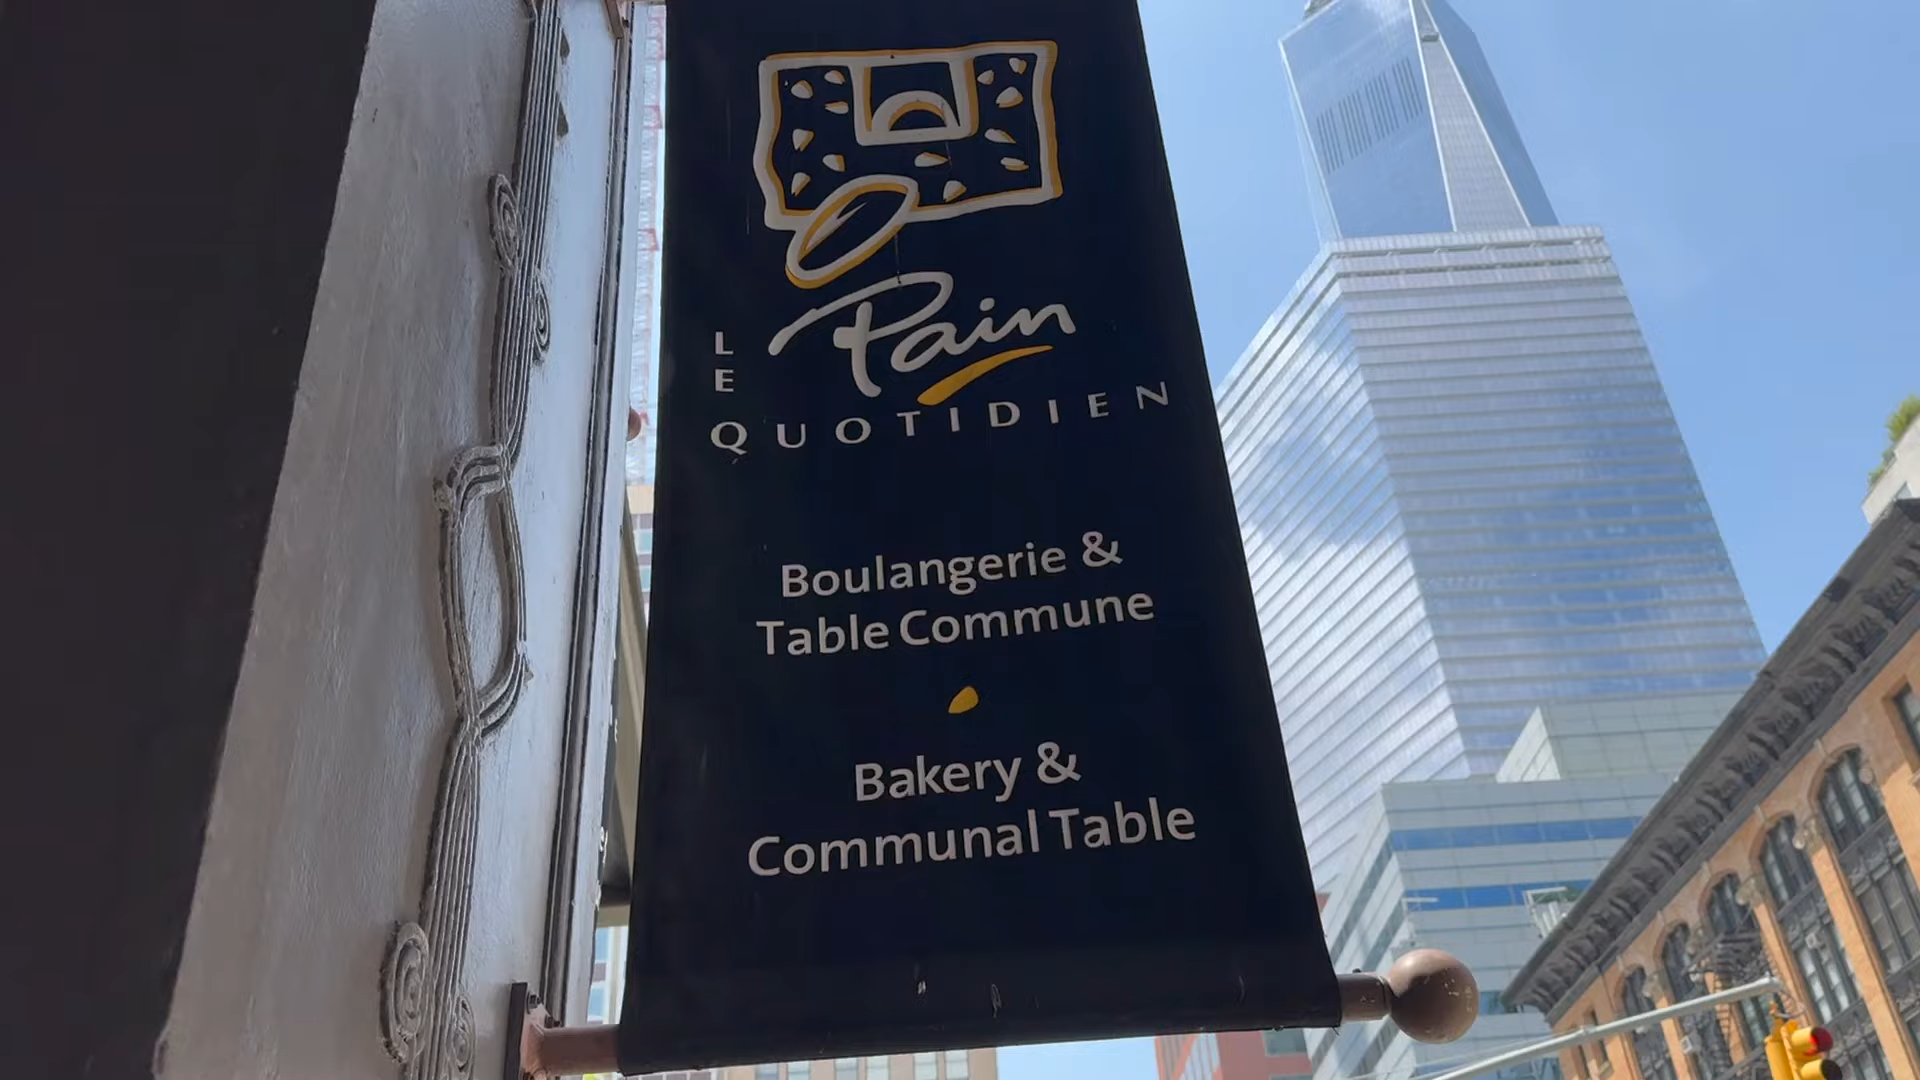 LE
Pain
QUOTIDIEN
Boulangerie &
Table Commune
Bakery &
Communal Table